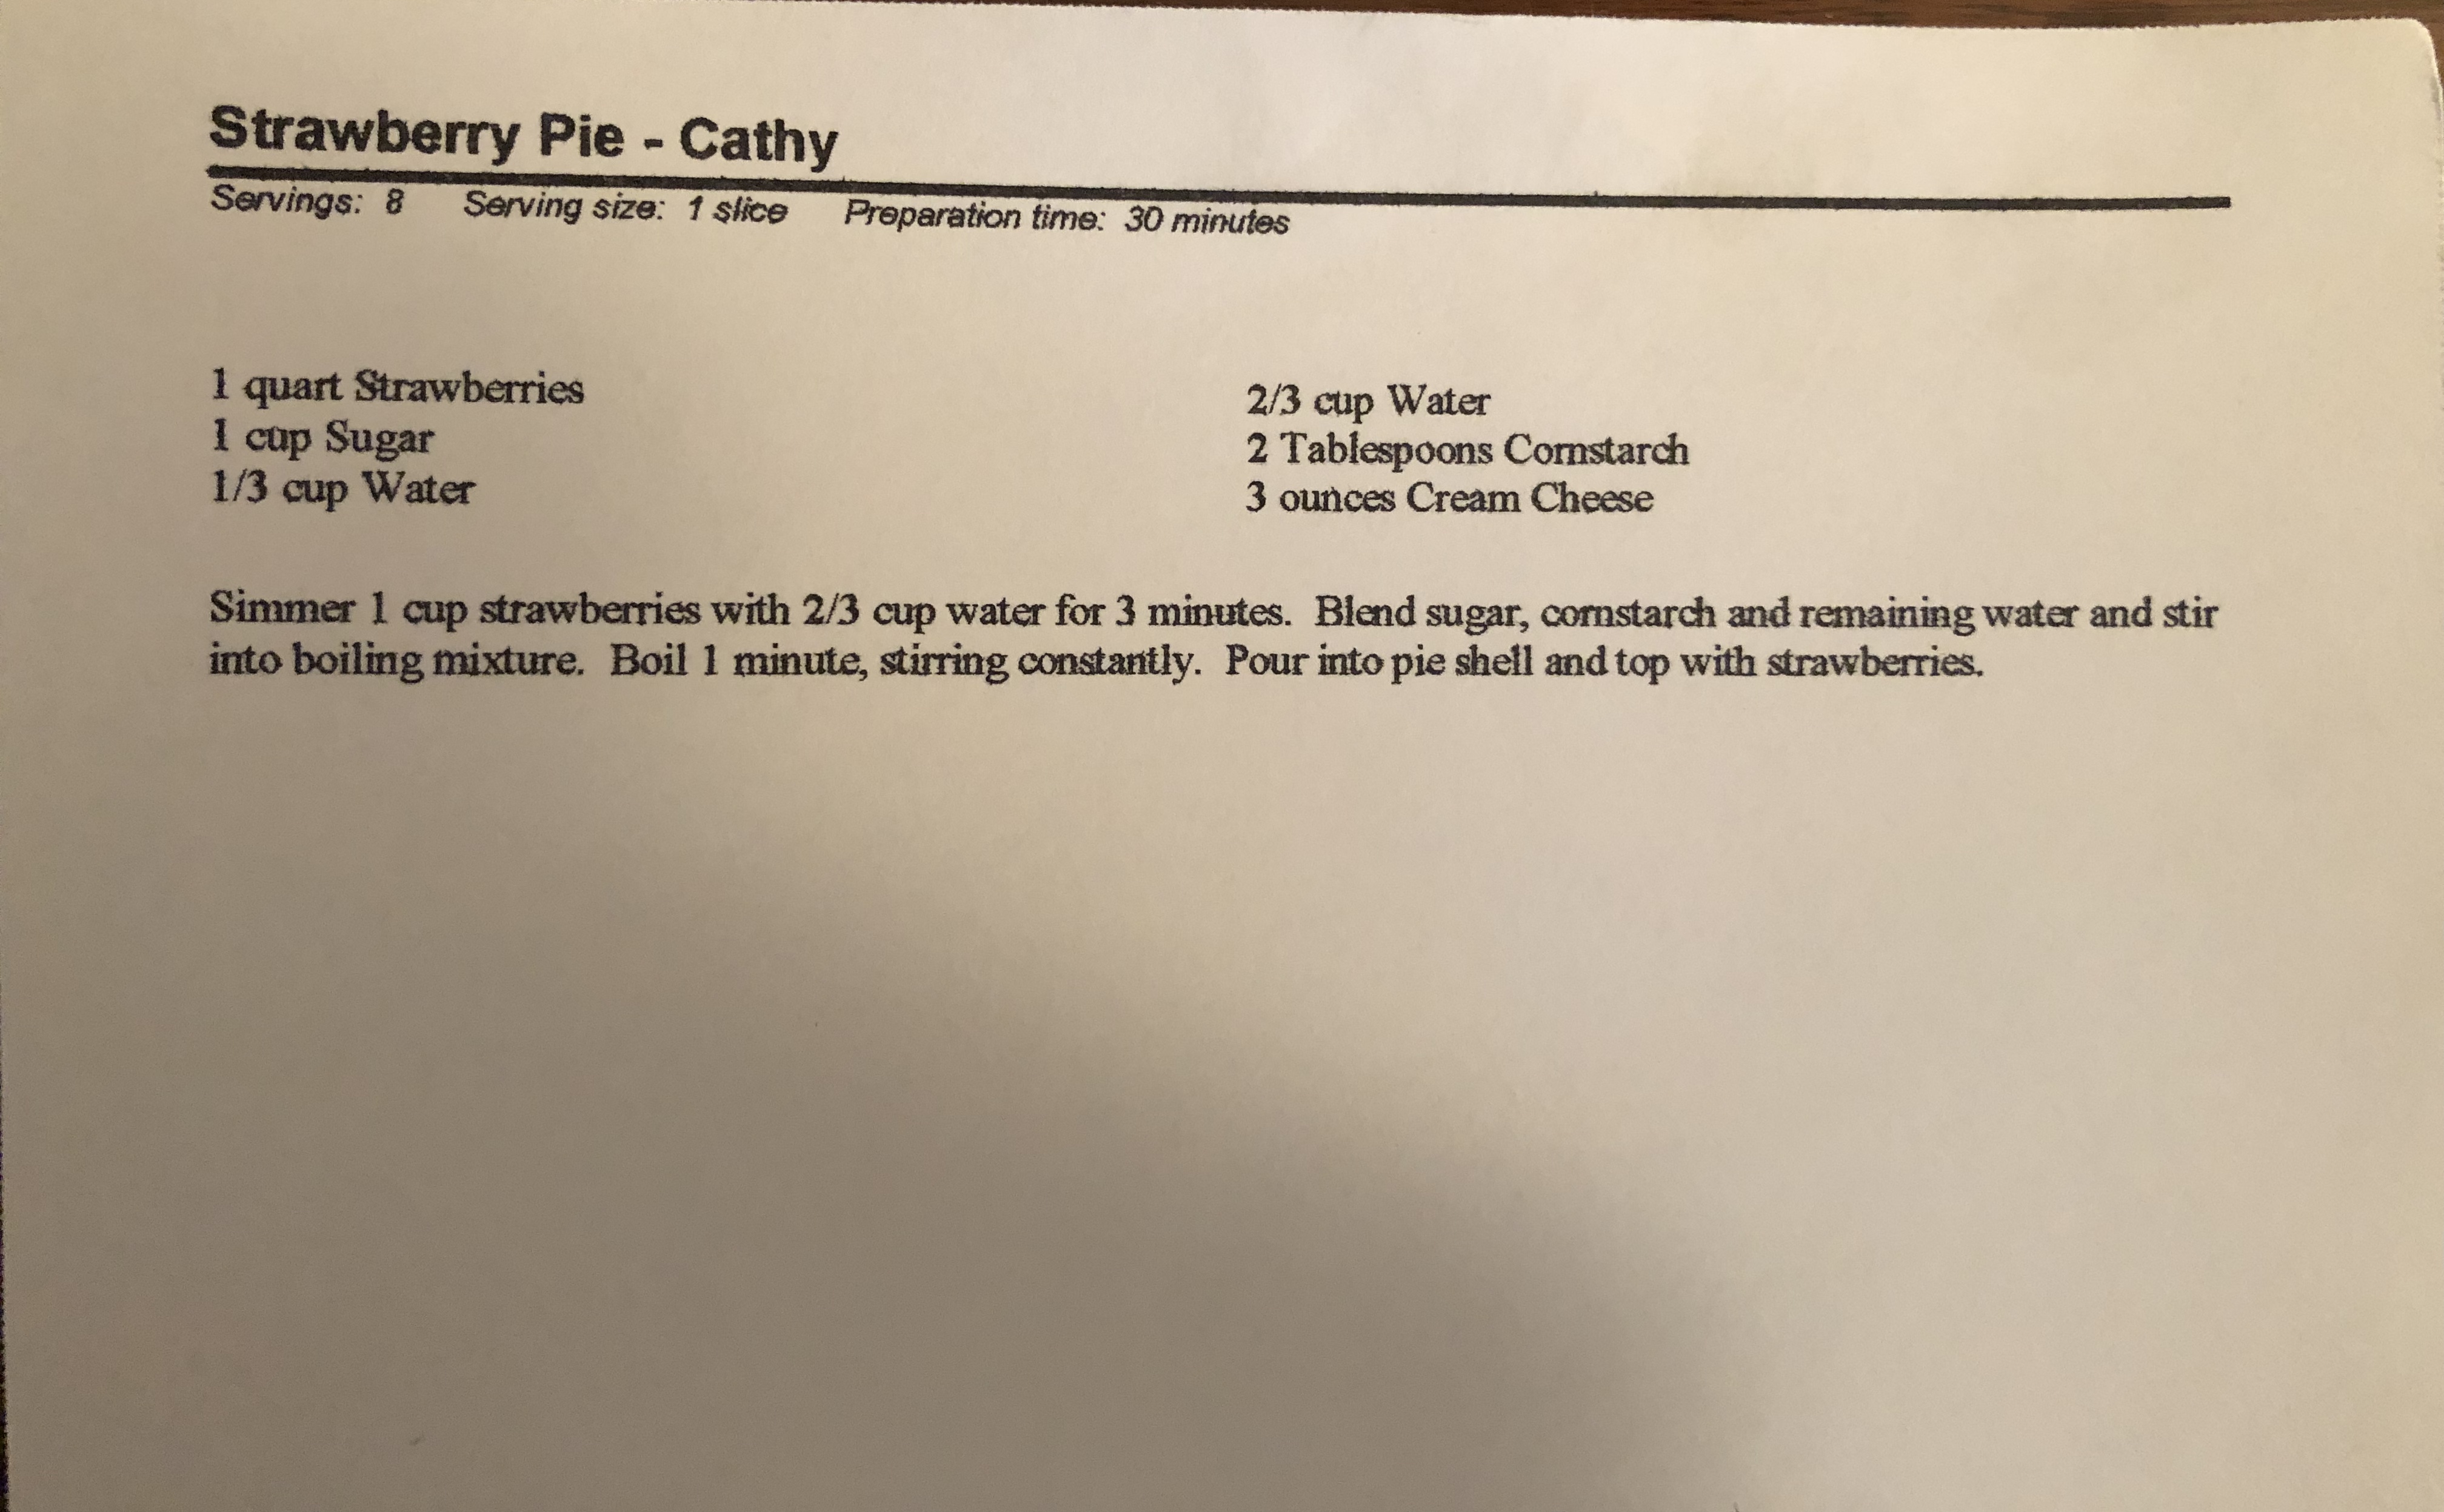 Strawberry Pie - Cathy
Servings: 8 Serving size: 1 slice Preparation time: 30 minutes
1 quart Strawberries
1 cup Sugar
1/3 cup Water
2/3 cup Water
2 Tablespoons Cornstarch
3 ounces Cream Cheese
Simmer 1 cup strawberries with 2/3 cup water for 3 minutes. Blend sugar, cornstarch and remaining water and stir
into boiling mixture. Boil 1 minute, stirring constantly. Pour into pie shell and top with strawberries.